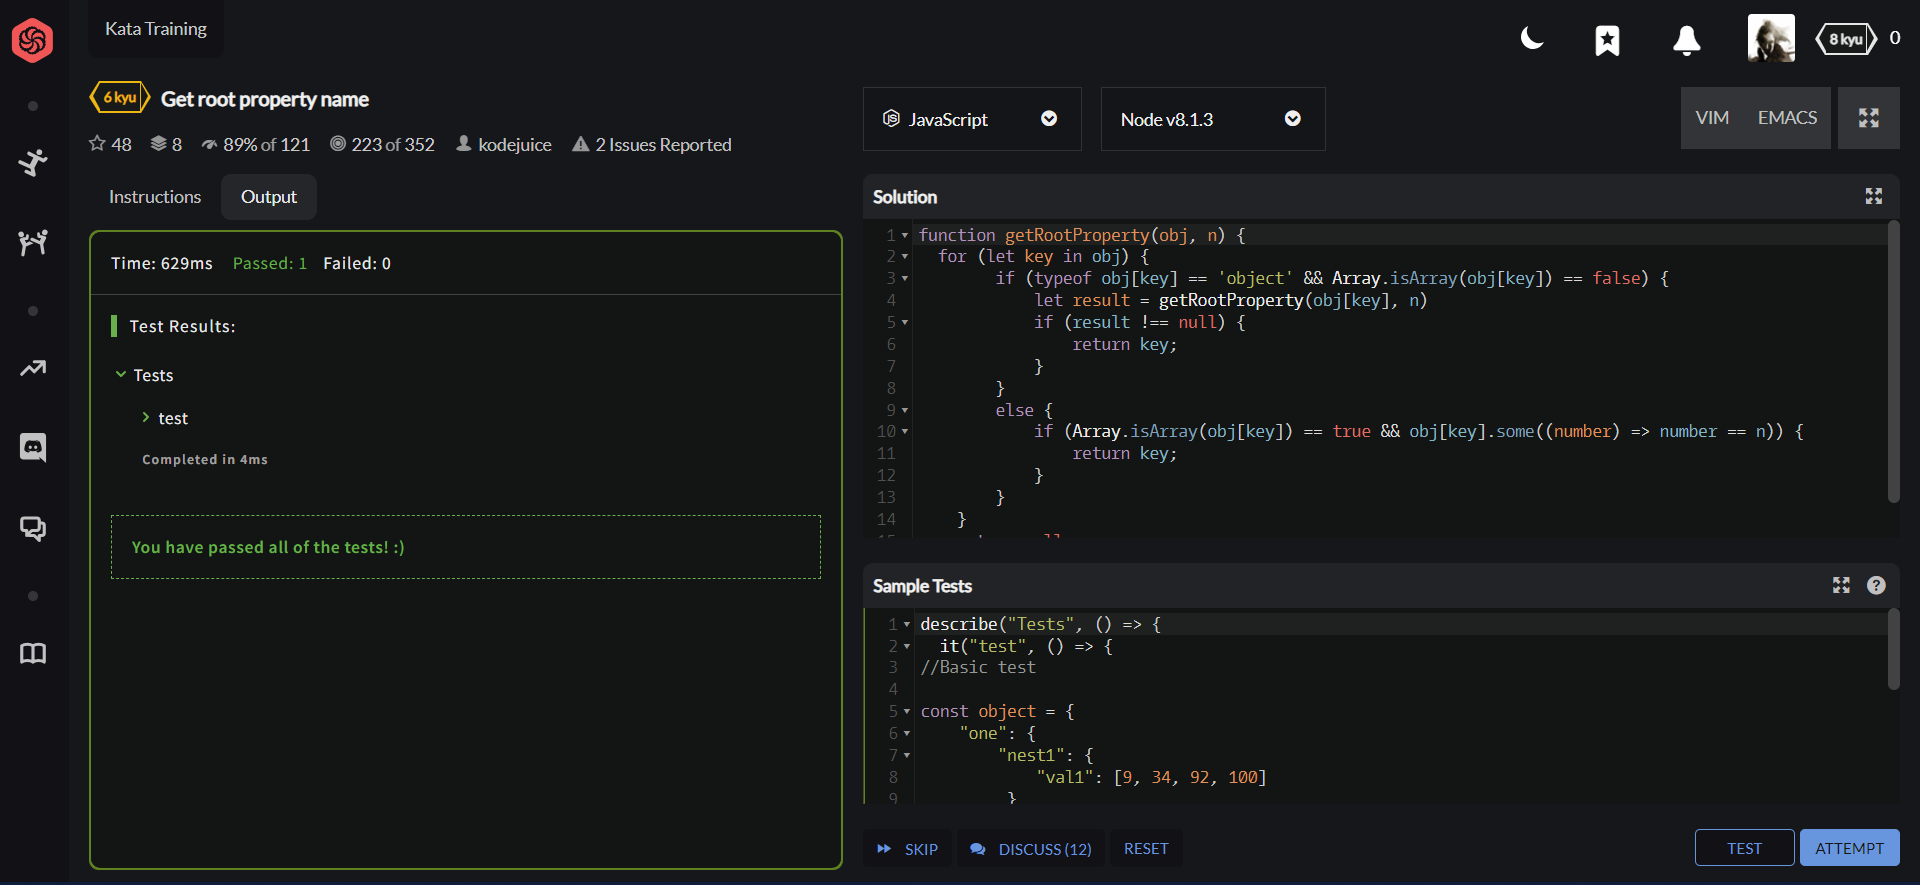 Kata Training
8 kyu 0
6 kyu Get root property name
48 8 89% of 121 223 of 352 kodejuice 2 Issues Reported
JavaScript Node v8.1.3 VIM EMACS
Instructions Output
Time: 629ms Passed: 1 Failed: 0
Test Results:
Tests
test
Completed in 4ms
You have passed all of the tests! :)
Solution
1 function getRootProperty(obj, n) {
2 for (let key in obj) {
3 if (typeof obj[key] == 'object' && Array.isArray(obj[key]) == false) {
4 let result = getRootProperty(obj[key], n)
5 if (result !== null) {
6 return key;
7 }
8 }
9 else {
10 if (Array.isArray(obj[key]) == true && obj[key].some((number) => number == n)) {
11 return key;
12 }
13 }
14 }
Sample Tests
1 describe("Tests", () => {
2 it("test", () => {
3 //Basic test
4
5 const object = {
6 "one": {
7 "nest1": {
8 "val1": [9, 34, 92, 100]
9 }
SKIP DISCUSS (12) RESET TEST ATTEMPT